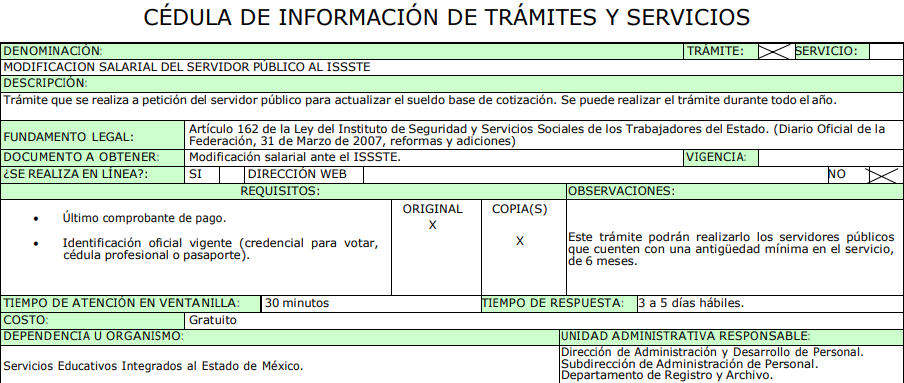 CÉDULA DE INFORMACIÓN DE TRÁMITES Y SERVICIOS
DENOMINACIÓN: TRÁMITE: SERVICIO:
MODIFICACION SALARIAL DEL SERVIDOR PÚBLICO AL ISSSTE
DESCRIPCIÓN:
Trámite que se realiza a petición del servidor público para actualizar el sueldo base de cotización. Se puede realizar el trámite durante todo el año.
FUNDAMENTO LEGAL: Artículo 162 de la Ley del Instituto de Seguridad y Servicios Sociales de los Trabajadores del Estado. (Diario Oficial de la
Federación, 31 de Marzo de 2007, reformas y adiciones)
DOCUMENTO A OBTENER: Modificación salarial ante el ISSSTE. VIGENCIA:
¿SE REALIZA EN LÍNEA?: SI DIRECCIÓN WEB NO
REQUISITOS: OBSERVACIONES:
ORIGINAL COPIA(S)
• Último comprobante de pago. X
• Identificación oficial vigente (credencial para votar, X
cédula profesional o pasaporte).
Este trámite podrán realizarlo los servidores públicos
que cuenten con una antigüedad mínima en el servicio,
de 6 meses.
TIEMPO DE ATENCIÓN EN VENTANILLA: 30 minutos TIEMPO DE RESPUESTA: 3 a 5 días hábiles.
COSTO: Gratuito
DEPENDENCIA U ORGANISMO: UNIDAD ADMINISTRATIVA RESPONSABLE:
Servicios Educativos Integrados al Estado de México.
Dirección de Administración y Desarrollo de Personal.
Subdirección de Administración de Personal.
Departamento de Registro y Archivo.